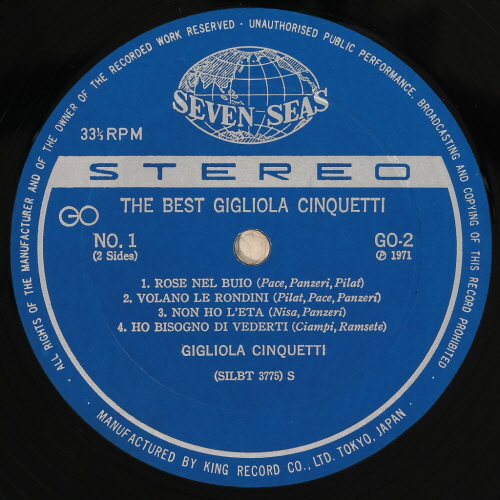 ALL RIGHTS OF THE MANUFACTURER AND OF THE OWNER OF THE RECORDED WORK RESERVED · UNAUTHORISED PUBLIC PERFORMANCE, BROADCASTING AND COPYING OF THIS RECORD PROHIBITED
SEVEN SEAS
33⅓ RPM
STEREO
GO
THE BEST GIGLIOLA CINQUETTI
NO. 1
(2 Sides)
GO-2
Ⓟ 1971
1. ROSE NEL BUIO (Pace, Panzeri, Pilat)
2. VOLANO LE RONDINI (Pilat, Pace, Panzeri)
3. NON HO L'ETA (Nisa, Panzeri)
4. HO BISOGNO DI VEDERTI (Ciampi, Ramsete)
GIGLIOLA CINQUETTI
(SILBT 3775) S
· MANUFACTURED BY KING RECORD CO., LTD. TOKYO, JAPAN ·